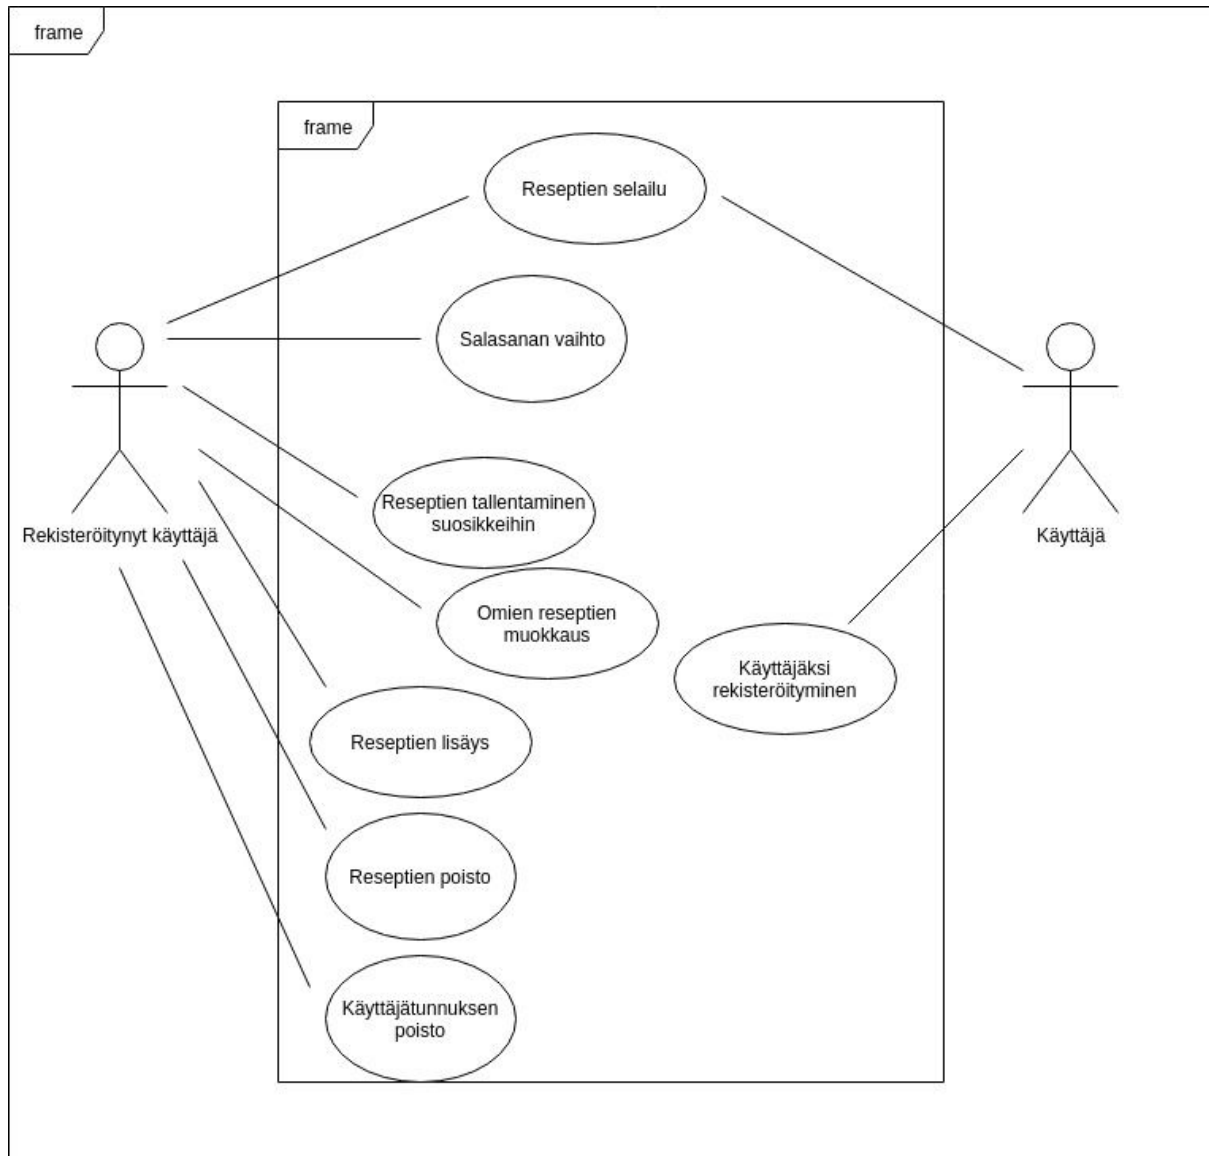 frame
frame
Reseptien selailu
Salasanan vaihto
Reseptien tallentaminen
suosikkeihin
Rekisteröitynyt käyttäjä
Käyttäjä
Omien reseptien
muokkaus
Käyttäjäksi
rekisteröityminen
Reseptien lisäys
Reseptien poisto
Käyttäjätunnuksen
poisto